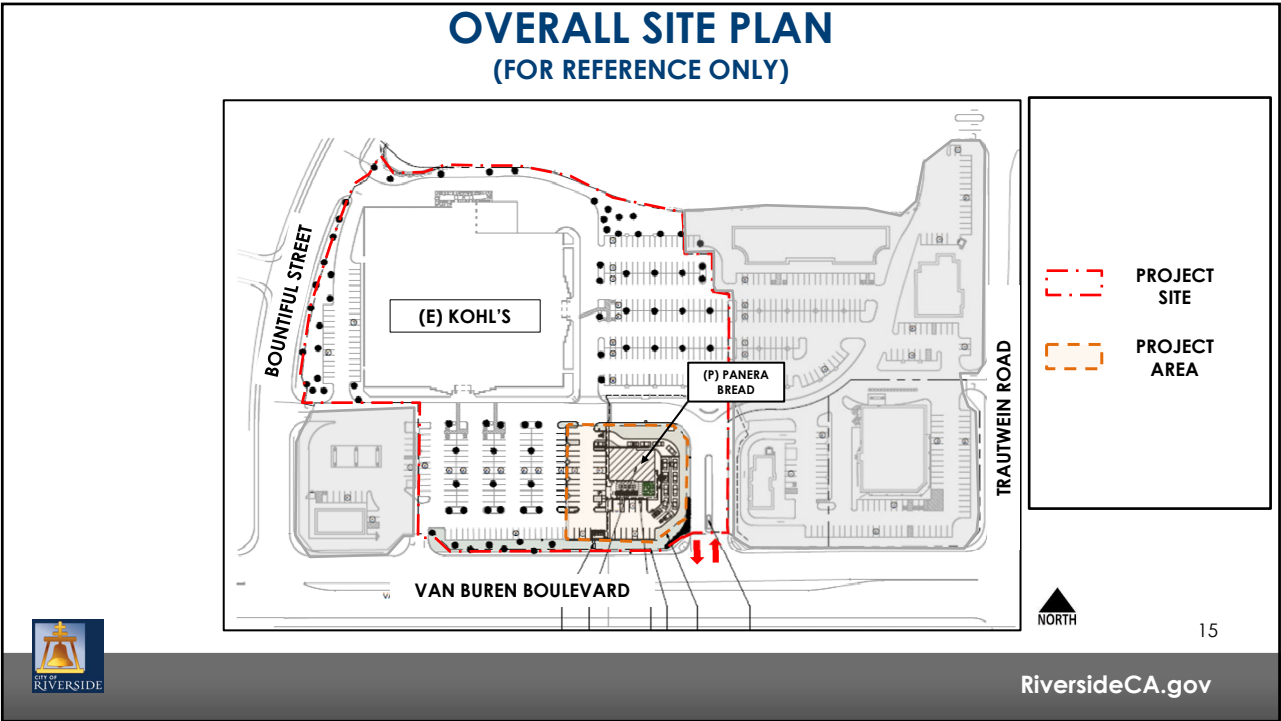 OVERALL SITE PLAN
(FOR REFERENCE ONLY)
BOUNTIFUL STREET
(E) KOHL'S
(P) PANERA
BREAD
TRAUTWEIN ROAD
VAN BUREN BOULEVARD
PROJECT
SITE
PROJECT
AREA
NORTH
15
CITY OF
RIVERSIDE
RiversideCA.gov